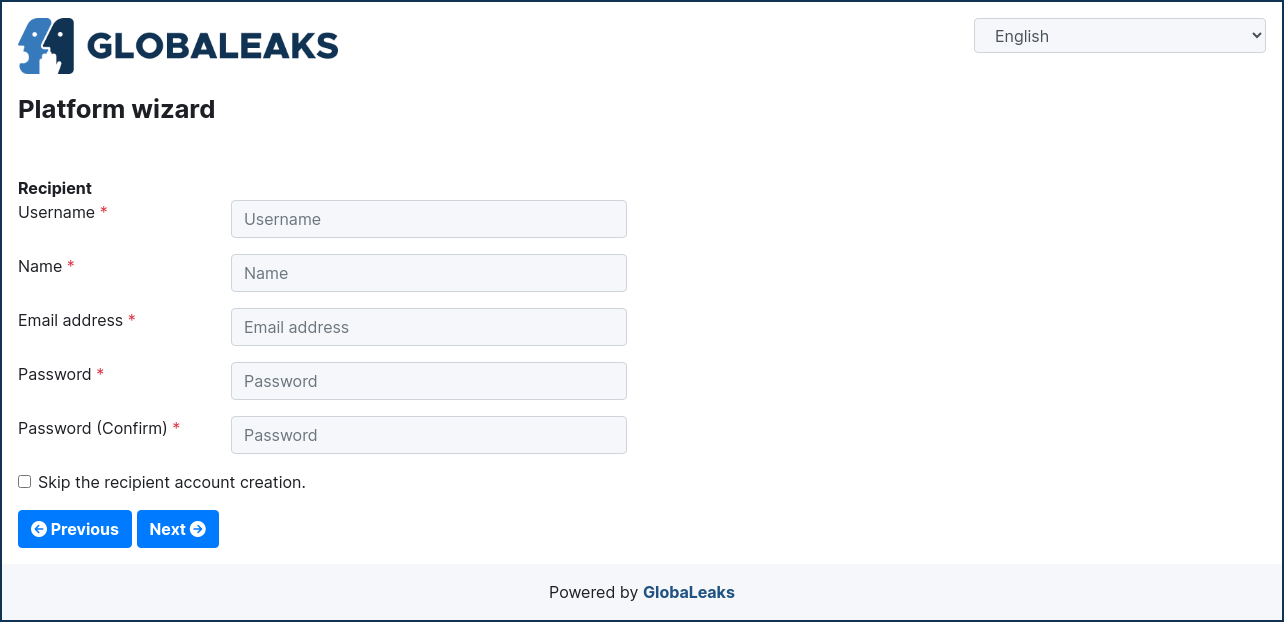 GLOBALEAKS
English
Platform wizard
Recipient
Username *
Username
Name *
Name
Email address *
Email address
Password *
Password
Password (Confirm) *
Password
Skip the recipient account creation.
Previous Next
Powered by GlobaLeaks